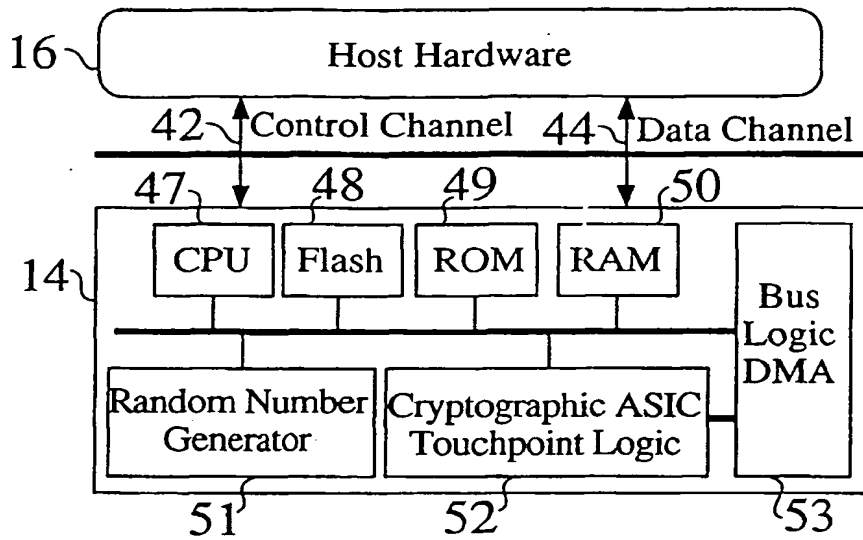 16
Host Hardware
42
Control Channel
44
Data Channel
47
48
49
50
14
CPU
Flash
ROM
RAM
Bus
Logic
DMA
Random Number
Generator
Cryptographic ASIC
Touchpoint Logic
51
52
53